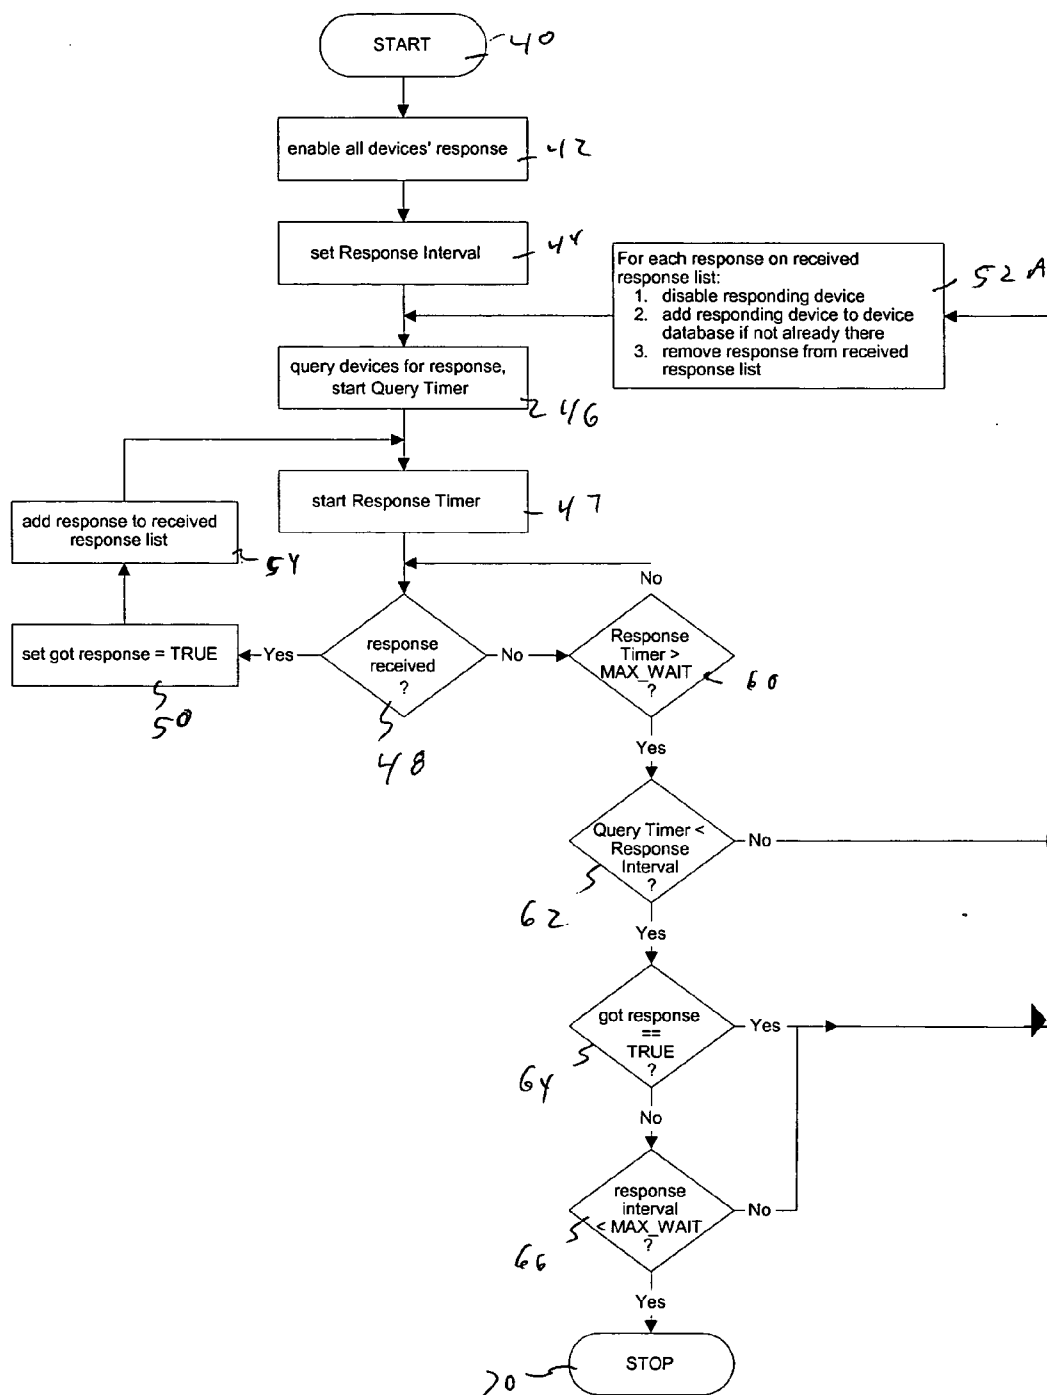 START
40
enable all devices' response
42
set Response Interval
44
For each response on received
response list:
1. disable responding device
2. add responding device to device
database if not already there
3. remove response from received
response list
52A
query devices for response,
start Query Timer
46
start Response Timer
47
add response to received
response list
54
No
set got response = TRUE
50
Yes
response
received
?
48
No
Response
Timer >
MAX_WAIT
?
60
Yes
Query Timer <
Response
Interval
?
62
No
Yes
got response
==
TRUE
?
64
Yes
No
response
interval
< MAX_WAIT
?
66
No
Yes
STOP
70